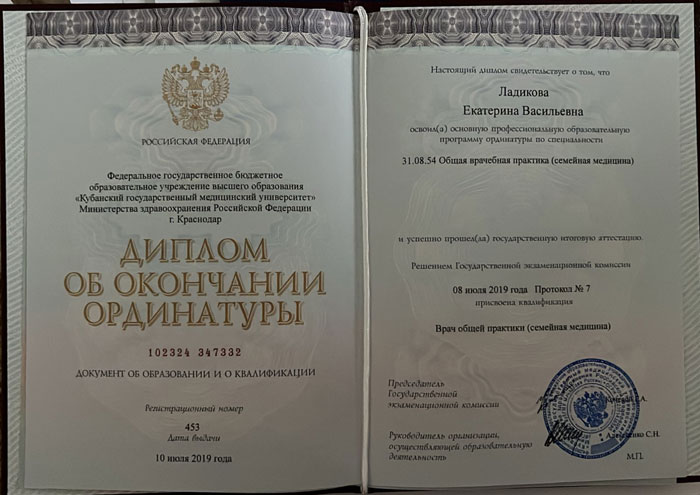 РОССИЙСКАЯ ФЕДЕРАЦИЯ
Федеральное государственное бюджетное
образовательное учреждение высшего образования
«Кубанский государственный медицинский университет»
Министерства здравоохранения Российской Федерации
г. Краснодар
ДИПЛОМ
ОБ ОКОНЧАНИИ
ОРДИНАТУРЫ
102324 347332
ДОКУМЕНТ ОБ ОБРАЗОВАНИИ И О КВАЛИФИКАЦИИ
Регистрационный номер
453
Дата выдачи
10 июля 2019 года
Настоящий диплом свидетельствует о том, что
Ладикова
Екатерина Васильевна
освоил(а) основную профессиональную образовательную
программу ординатуры по специальности
31.08.54 Общая врачебная практика (семейная медицина)
и успешно прошел(ла) государственную итоговую аттестацию.
Решением Государственной экзаменационной комиссии
08 июля 2019 года Протокол № 7
присвоена квалификация
Врач общей практики (семейная медицина)
Председатель
Государственной
экзаменационной комиссии
Руководитель организации,
осуществляющей образовательную
деятельность
С.Н.
М.П.